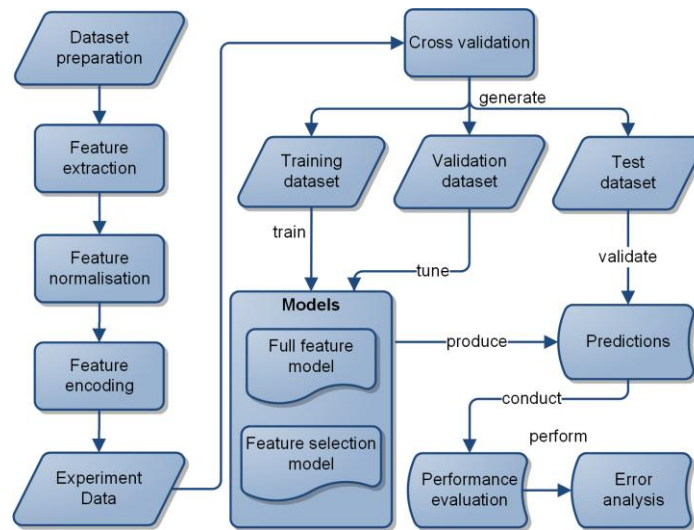 Dataset
preparation
Feature
extraction
Feature
normalisation
Feature
encoding
Experiment
Data
Cross validation
generate
Training
dataset
Validation
dataset
Test
dataset
train
tune
validate
Models
Full feature
model
Feature selection
model
produce
Predictions
conduct
perform
Performance
evaluation
Error
analysis